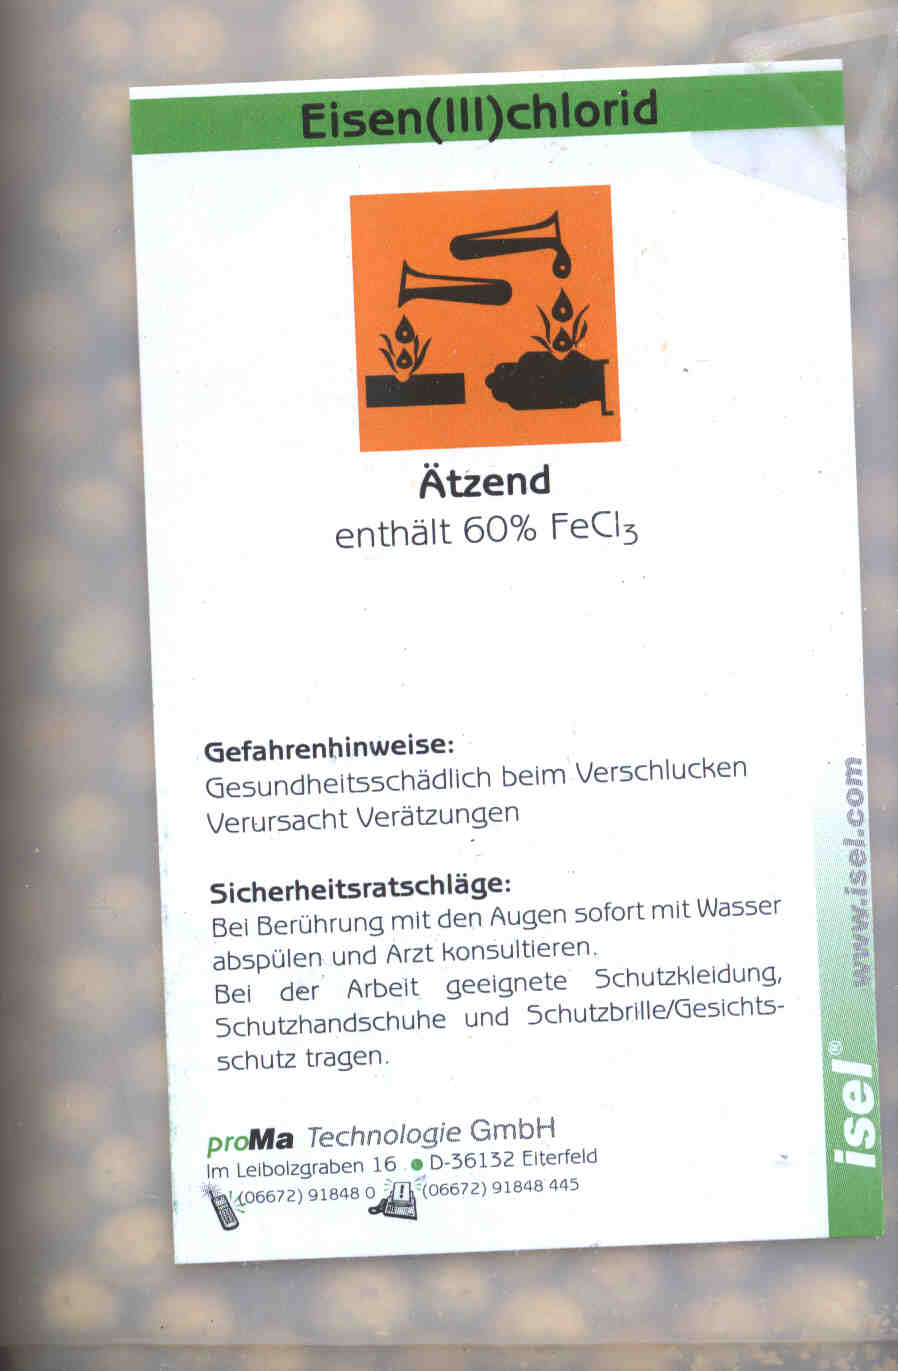 Eisen(III)chlorid
Ätzend
enthält 60% FeCl₃
Gefahrenhinweise:
Gesundheitsschädlich beim Verschlucken
Verursacht Verätzungen
Sicherheitsratschläge:
Bei Berührung mit den Augen sofort mit Wasser
abspülen und Arzt konsultieren.
Bei der Arbeit geeignete Schutzkleidung,
Schutzhandschuhe und Schutzbrille/Gesichts-
schutz tragen.
proMa Technologie GmbH
Im Leibolzgraben 16 ● D-36132 Eiterfeld
(06672) 91848 0 (06672) 91848 445
isel® www.isel.com